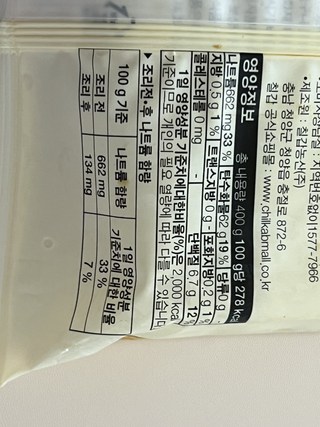 1577-7966
•제조원 : 칠갑농산(주)
충남 청양군 청양읍 충절로 872-6
칠갑 공식쇼핑몰 : www.chilkabmall.co.kr
영양정보 총 내용량 400 g 100 g당 278 kcal
나트륨 662 mg 33 % 탄수화물 62 g 19 % 당류 0 g
지방 0.5 g 1 % 트랜스지방 0 g - 포화지방 0.2 g 1
콜레스테롤 0 mg - 단백질 6.7 g 12
1일 영양성분 기준치에 대한 비율(%)은 2,000 kca
기준이므로 개인의 필요 열량에 따라 다를 수 있습니다
▶ 조리전•후 나트륨 함량
100 g 기준 나트륨 함량 1일 영양성분 기준치에 대한 비율
조리 전 662 mg 33 %
조리 후 134 mg 7 %